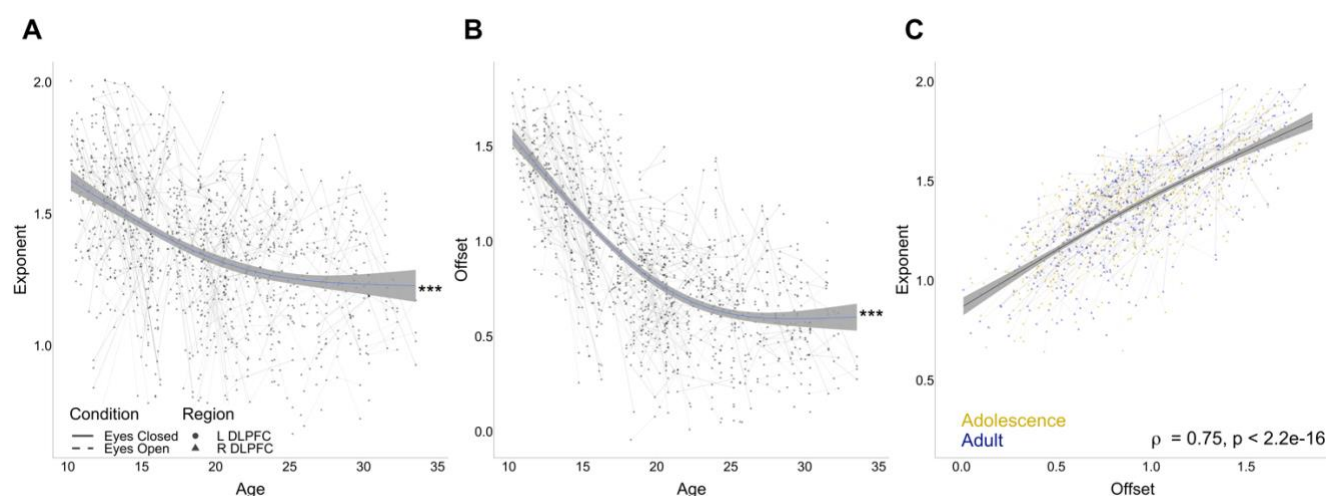 A
B
C
Exponent
2.0
1.5
1.0
Condition
Eyes Closed
Eyes Open
Region
L DLPFC
R DLPFC
***
10 15 20 25 30 35
Age
Offset
1.5
1.0
0.5
0.0
***
10 15 20 25 30 35
Age
Exponent
2.0
1.5
1.0
0.5
Adolescence
Adult
ρ = 0.75, p < 2.2e-16
0.0 0.5 1.0 1.5
Offset